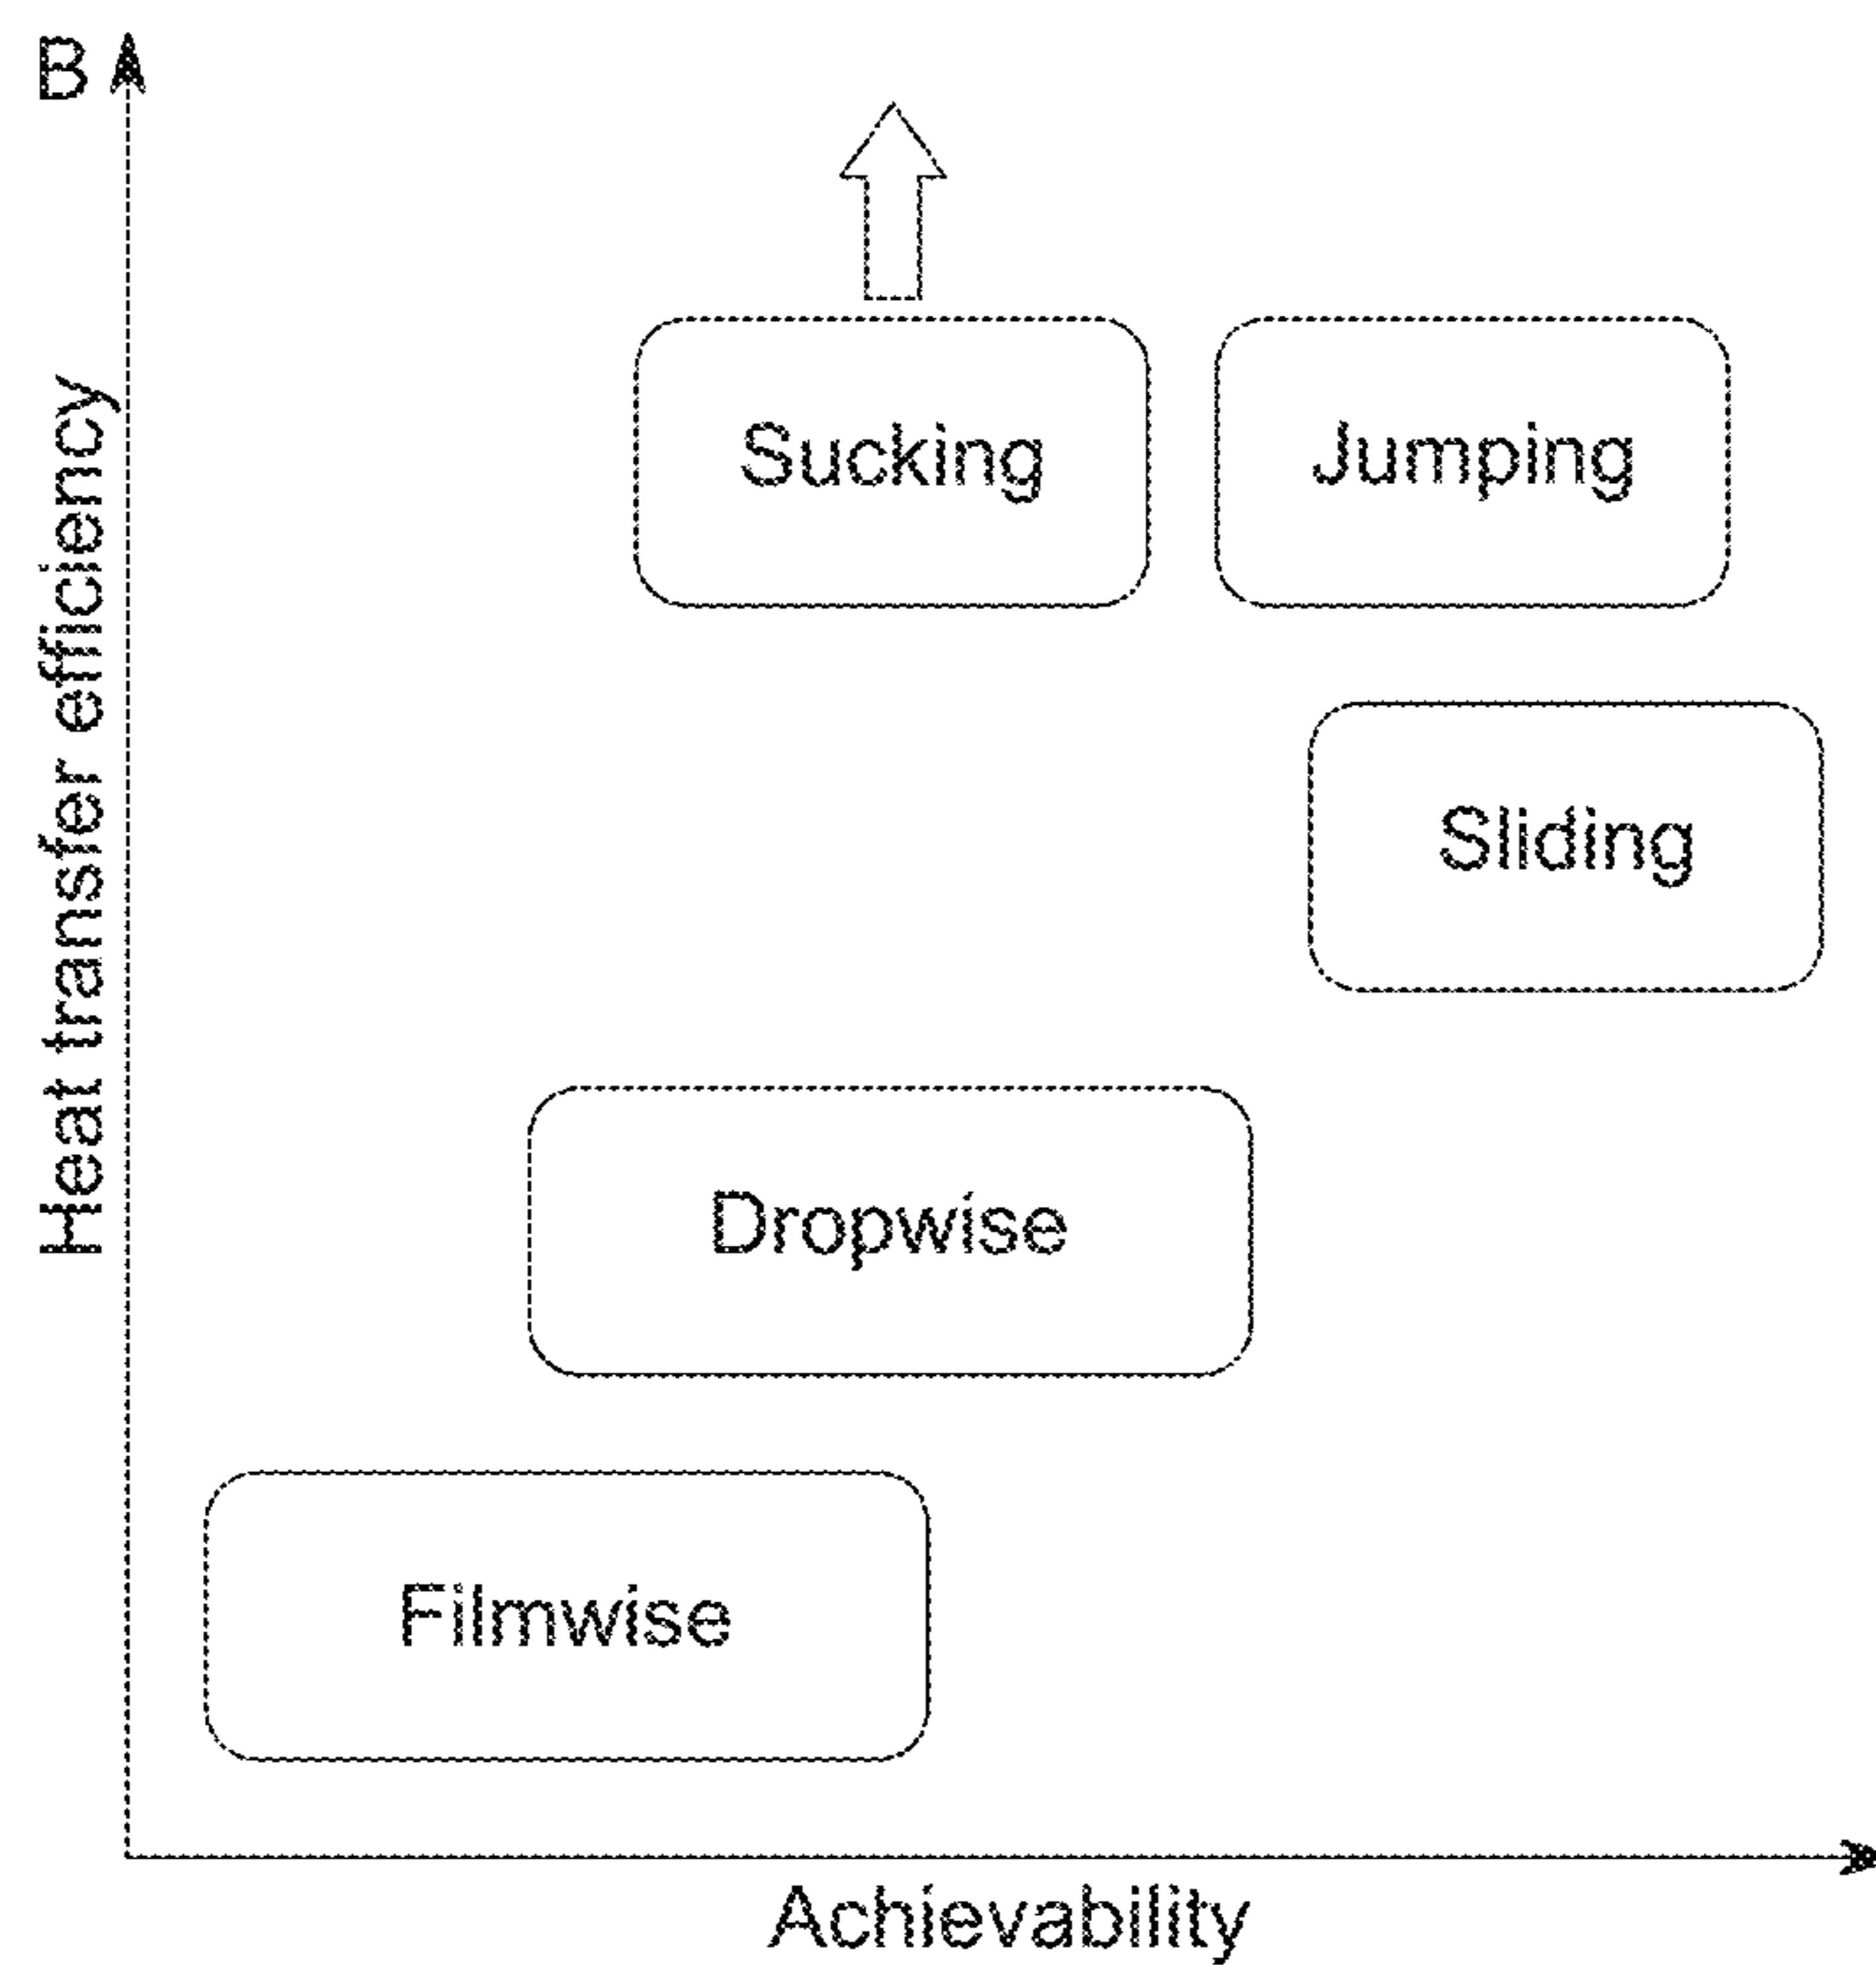 B
Heat transfer efficiency
Sucking
Jumping
Sliding
Dropwise
Filmwise
Achievability